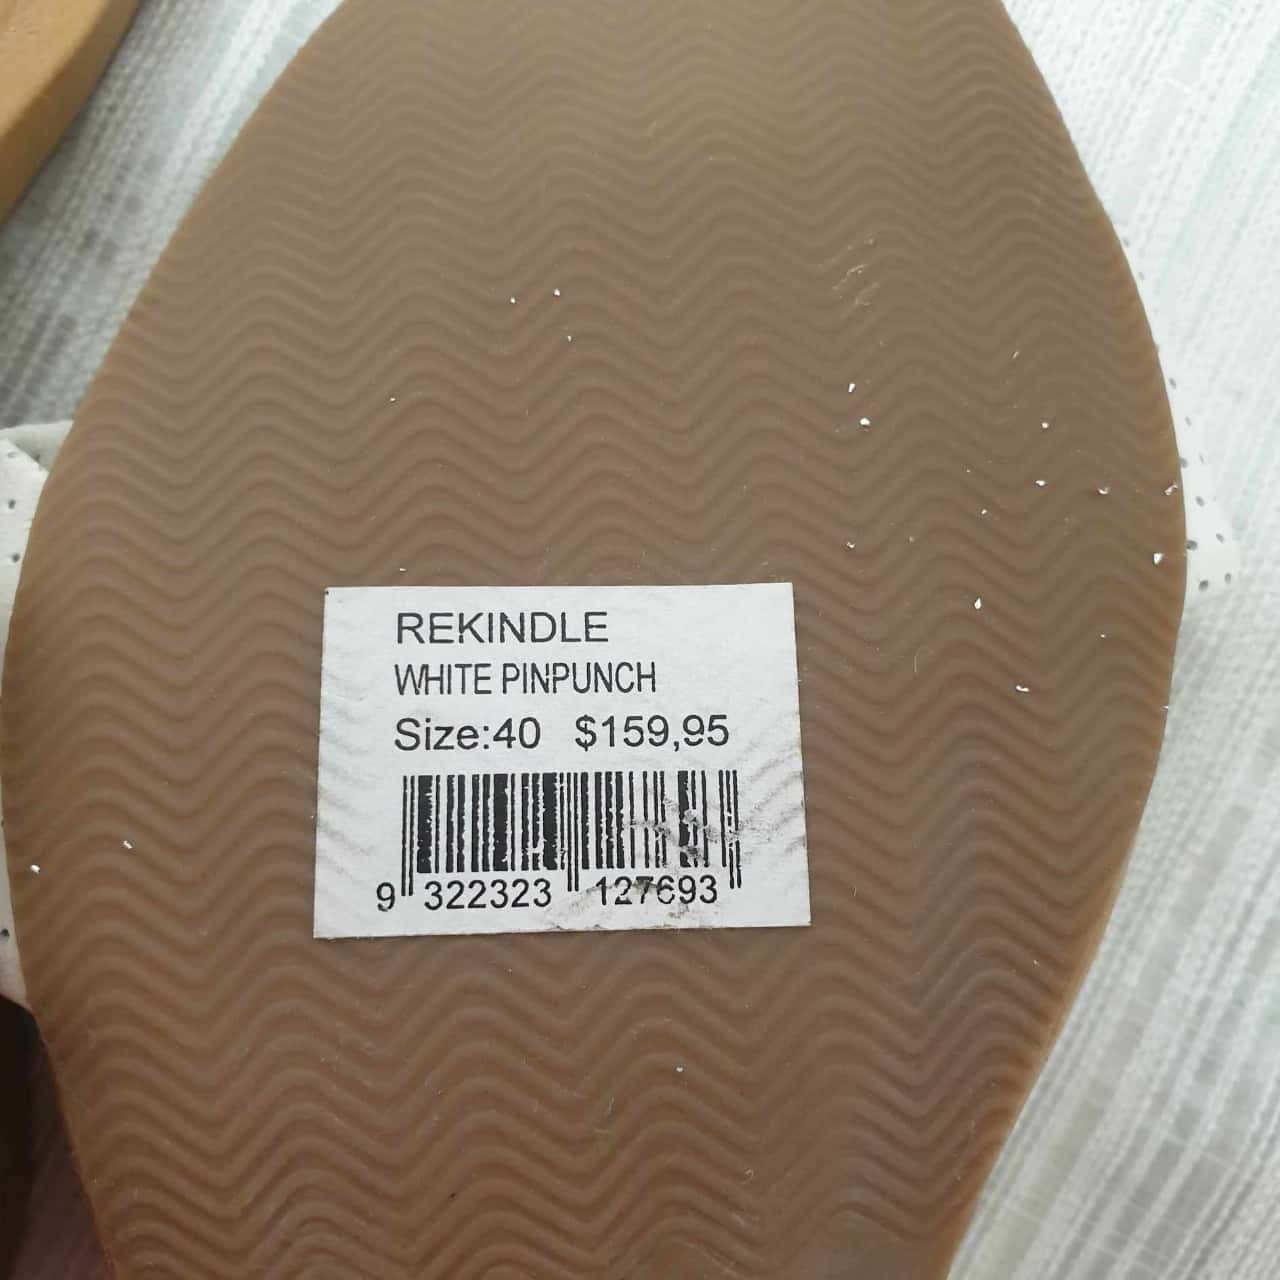 REKINDLE
WHITE PINPUNCH
Size:40 $159,95
9 322323 127693